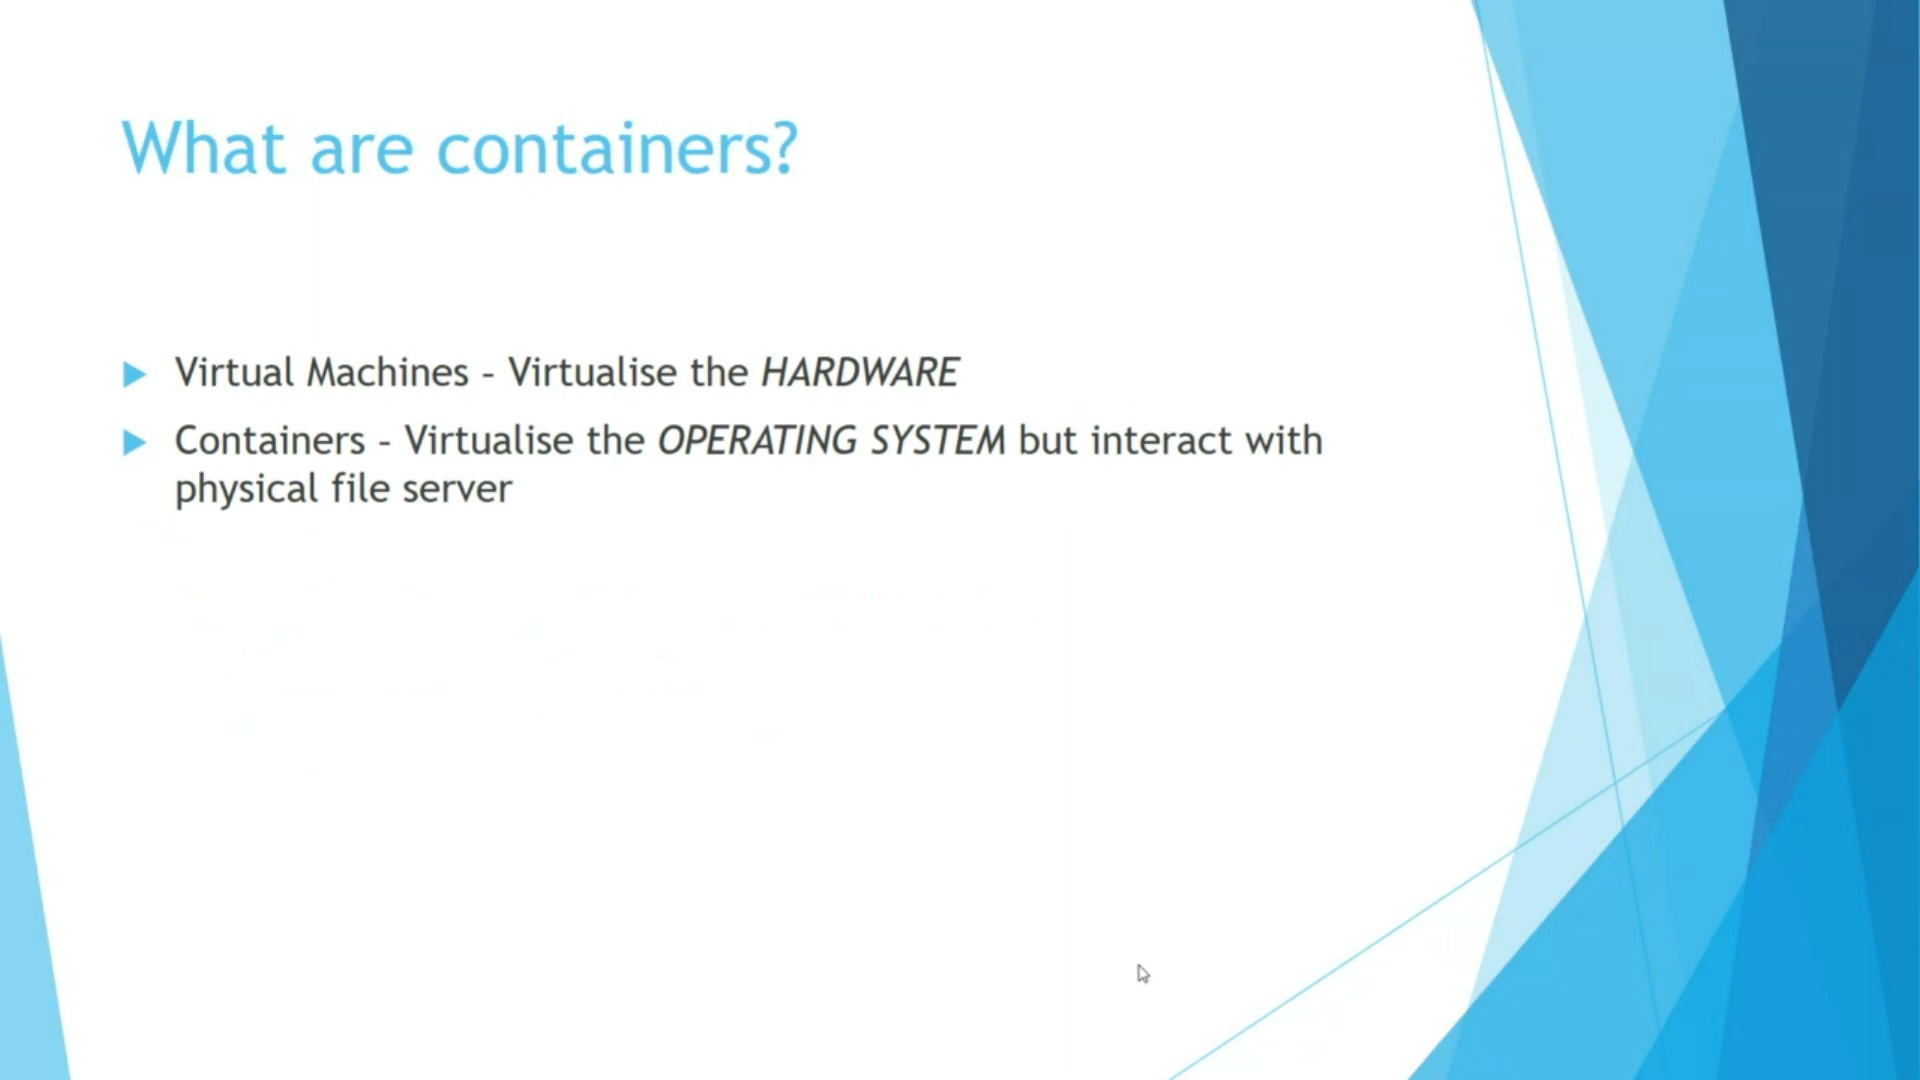 What are containers?
Virtual Machines – Virtualise the HARDWARE
Containers – Virtualise the OPERATING SYSTEM but interact with
physical file server